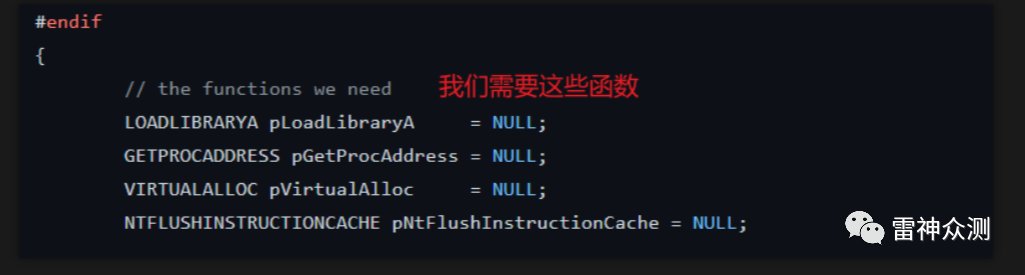 #endif
{
// the functions we need 我们需要这些函数
LOADLIBRARYA pLoadLibraryA = NULL;
GETPROCADDRESS pGetProcAddress = NULL;
VIRTUALALLOC pVirtualAlloc = NULL;
NTFLUSHINSTRUCTIONCACHE pNtFlushInstructionCache = NULL;
雷神众测